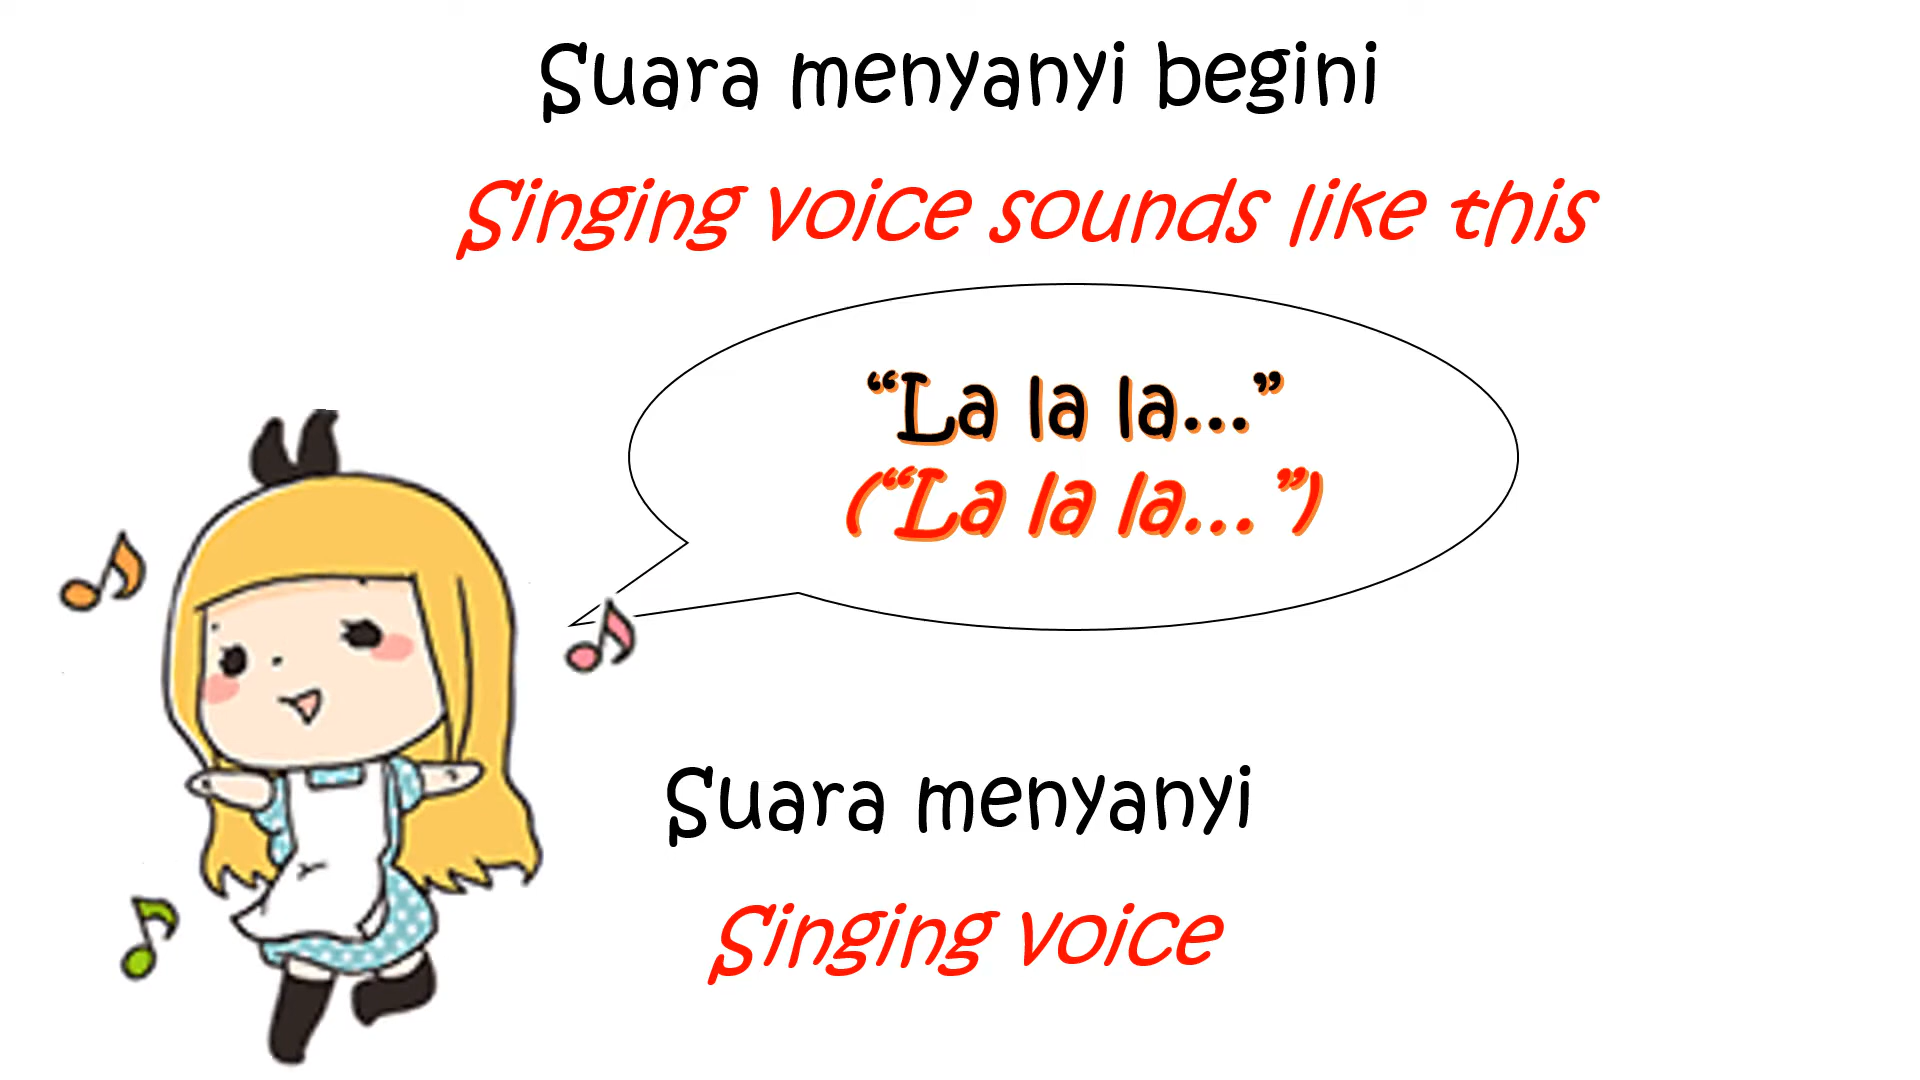 Suara menyanyi begini
Singing voice sounds like this
“La la la...”
(“La la la...”)
Suara menyanyi
Singing voice